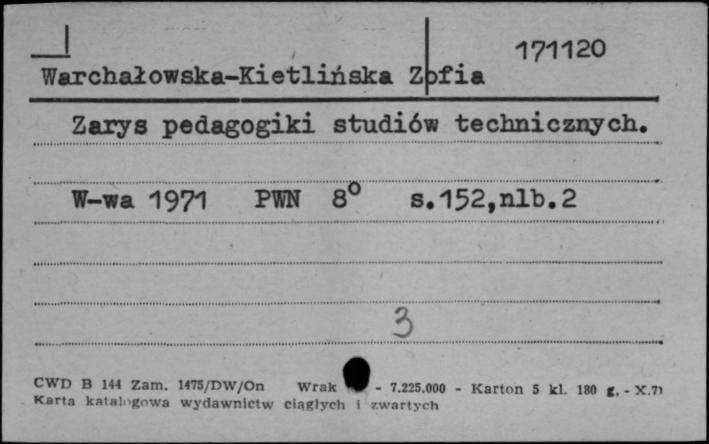 171120
Warchałowska-Kietlińska Zofia
Zarys pedagogiki studiów technicznych.
W-wa 1971 PWN 8° s.152,nlb.2
3
CWD B 144 Zam. 1475/DW/On Wrak - 7.225.000 - Karton 5 kl. 180 g. - X.71
Karta katalogowa wydawnictw ciągłych i zwartych